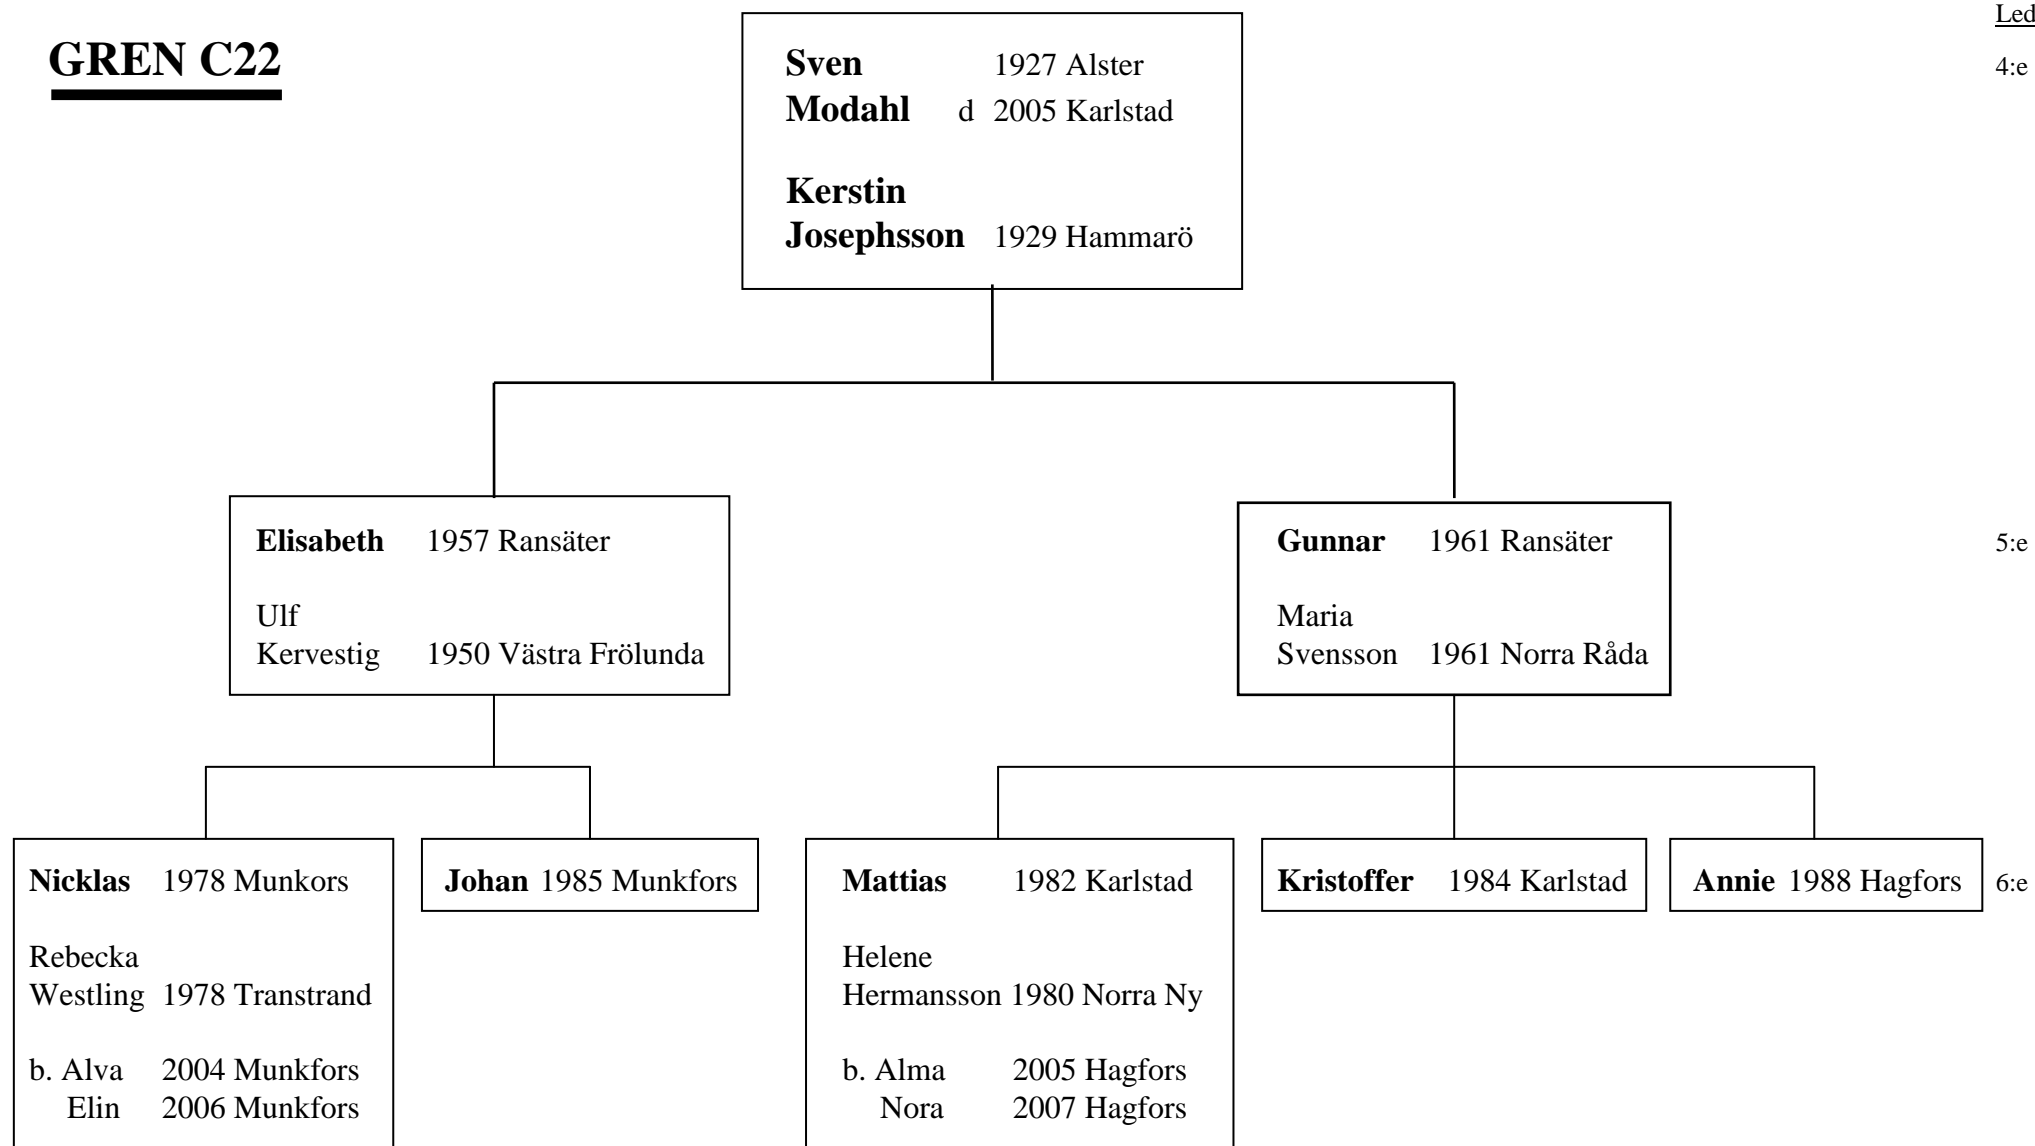 Led
GREN C22
Sven 1927 Alster
4:e
Modahl d 2005 Karlstad
Kerstin
Josephsson 1929 Hammarö
Elisabeth 1957 Ransäter
Ulf
Kervestig 1950 Västra Frölunda
Gunnar 1961 Ransäter
Maria
Svensson 1961 Norra Råda
5:e
Nicklas 1978 Munkors
Rebecka
Westling 1978 Transtrand
b. Alva 2004 Munkfors
Elin 2006 Munkfors
Johan 1985 Munkfors
Mattias 1982 Karlstad
Helene
Hermansson 1980 Norra Ny
b. Alma 2005 Hagfors
Nora 2007 Hagfors
Kristoffer 1984 Karlstad
Annie 1988 Hagfors
6:e